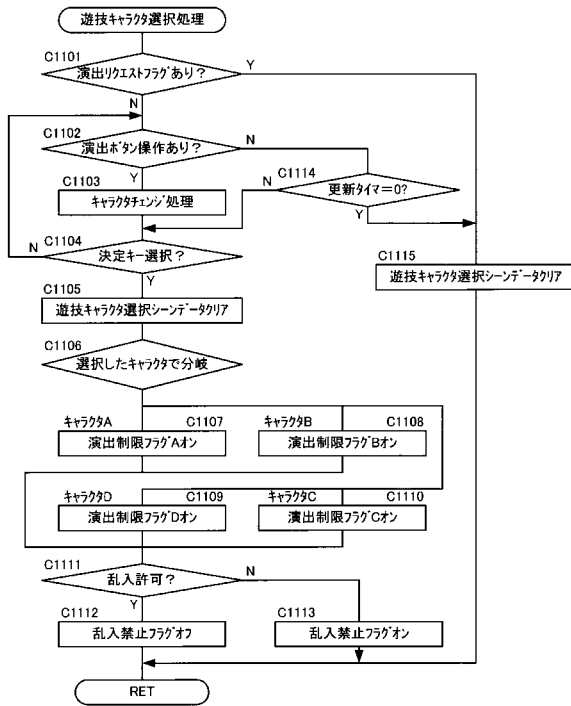 遊技キャラクタ選択処理
C1101
演出リクエストフラグあり？
Y
N
C1102
演出ボタン操作あり？
N
Y
C1114
更新タイマ＝0?
N
Y
C1103
キャラクタチェンジ処理
C1104
決定キー選択？
N
Y
C1115
遊技キャラクタ選択シーンデータクリア
C1105
遊技キャラクタ選択シーンデータクリア
C1106
選択したキャラクタで分岐
キャラクタA
C1107
演出制限フラグAオン
キャラクタB
C1108
演出制限フラグBオン
キャラクタD
C1109
演出制限フラグDオン
キャラクタC
C1110
演出制限フラグCオン
C1111
乱入許可？
N
Y
C1112
乱入禁止フラグオフ
C1113
乱入禁止フラグオン
RET